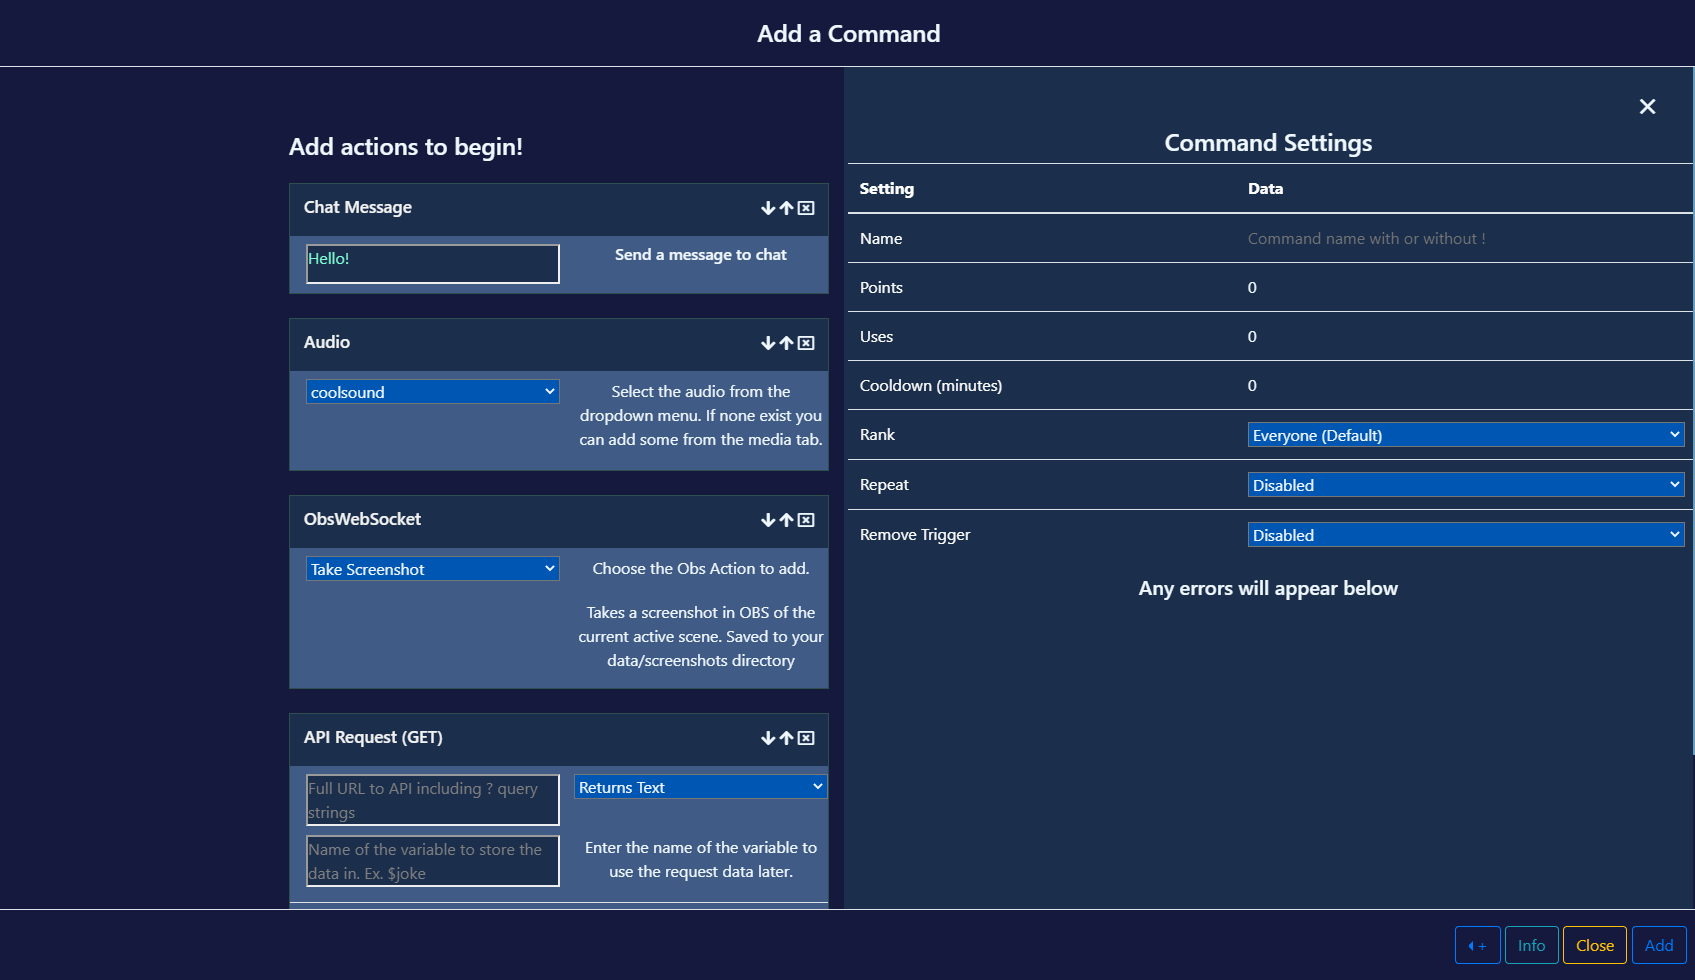 Add a Command
Add actions to begin!
Chat Message
Hello!
Send a message to chat
Audio
coolsound
Select the audio from the
dropdown menu. If none exist you
can add some from the media tab.
ObsWebSocket
Take Screenshot
Choose the Obs Action to add.
Takes a screenshot in OBS of the
current active scene. Saved to your
data/screenshots directory
API Request (GET)
Full URL to API including ? query
strings
Returns Text
Name of the variable to store the
data in. Ex. $joke
Enter the name of the variable to
use the request data later.
Command Settings
Setting Data
Name Command name with or without !
Points 0
Uses 0
Cooldown (minutes) 0
Rank Everyone (Default)
Repeat Disabled
Remove Trigger Disabled
Any errors will appear below
+ Info Close Add